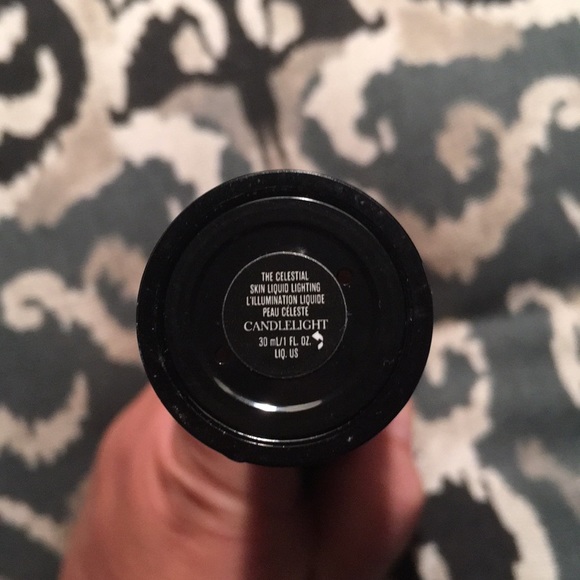 THE CELESTIAL
SKIN LIQUID LIGHTING
L'ILLUMINATION LIQUIDE
PEAU CÉLESTE
CANDLELIGHT
30 mL/1 FL. OZ.
LIQ. US